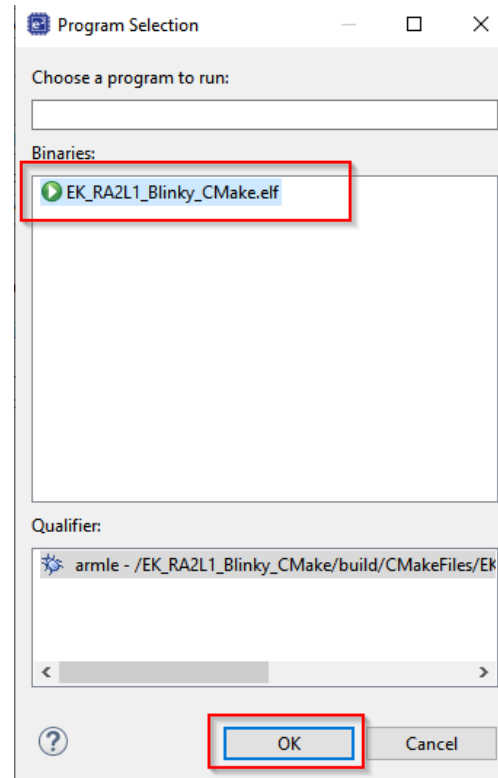 Program Selection
Choose a program to run:
Binaries:
EK_RA2L1_Blinky_CMake.elf
Qualifier:
armle - /EK_RA2L1_Blinky_CMake/build/CMakeFiles/EK
OK
Cancel